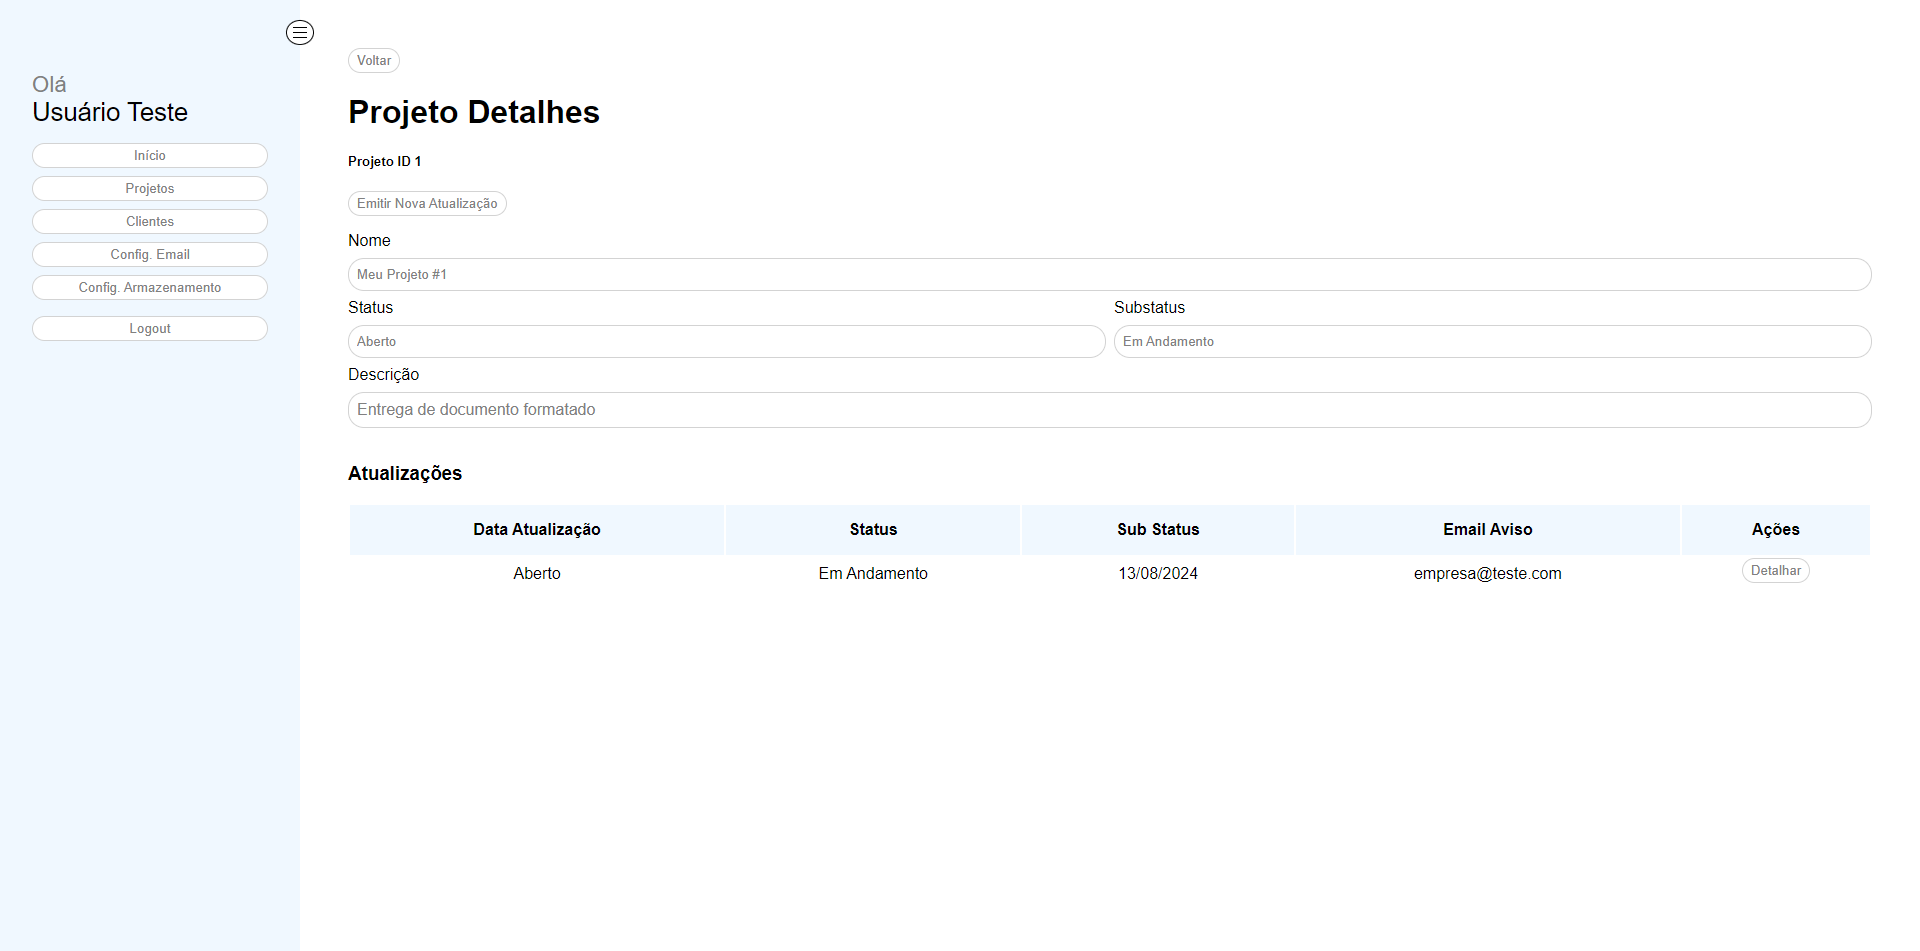 Olá
Usuário Teste
Início
Projetos
Clientes
Config. Email
Config. Armazenamento
Logout
Voltar
Projeto Detalhes
Projeto ID 1
Emitir Nova Atualização
Nome
Meu Projeto #1
Status Substatus
Aberto Em Andamento
Descrição
Entrega de documento formatado
Atualizações
Data Atualização Status Sub Status Email Aviso Ações
Aberto Em Andamento 13/08/2024 empresa@teste.com Detalhar